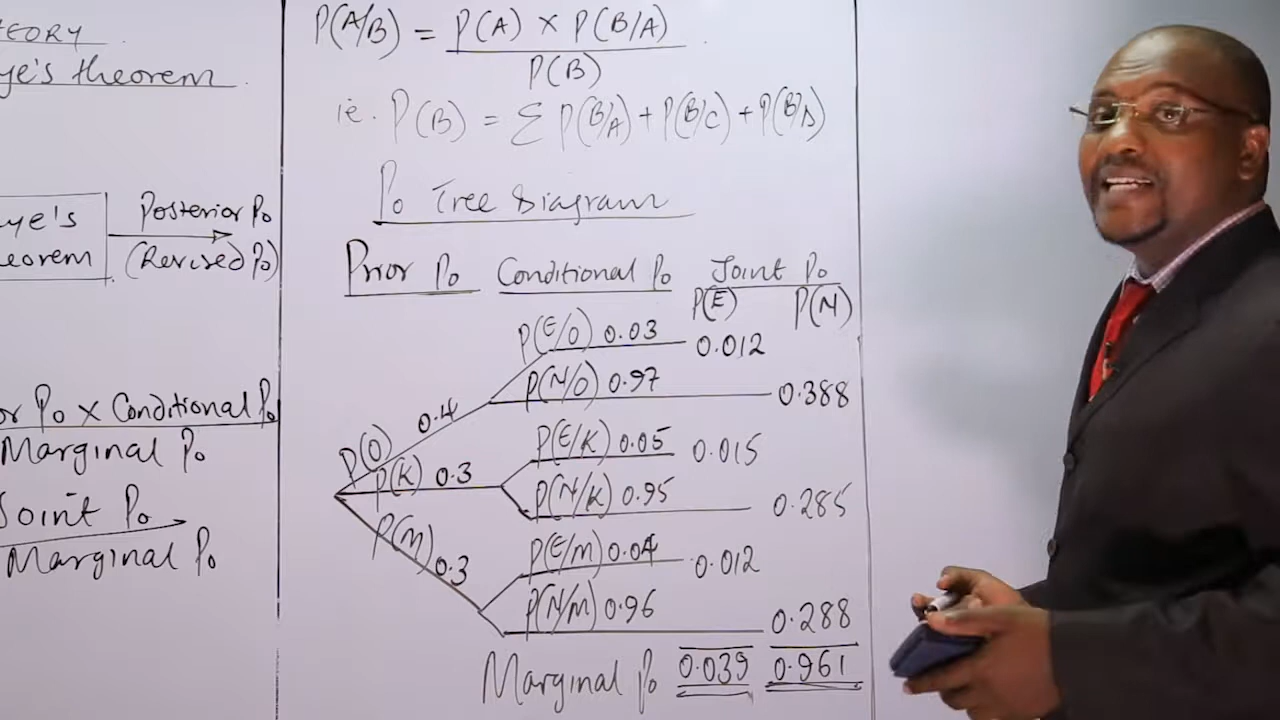 EORY
ye's theorem
ye's
eorem
Posterior Po
(Revised Po)
or Po x Conditional Po
Marginal Po
Joint Po
Marginal Po
P(A/B) = P(A) x P(B/A)
P(B)
ie. P(B) = Σ P(B/A) + P(B/C) + P(B/D)
Po Tree Diagram
Prior Po Conditional Po Joint Po
P(E) P(N)
P(E/O) 0.03 0.012
P(N/O) 0.97 0.388
P(O) 0.4
P(E/K) 0.05 0.015
P(K) 0.3
P(N/K) 0.95 0.285
P(M) 0.3
P(E/M) 0.04 0.012
P(N/M) 0.96 0.288
Marginal Po 0.039 0.961